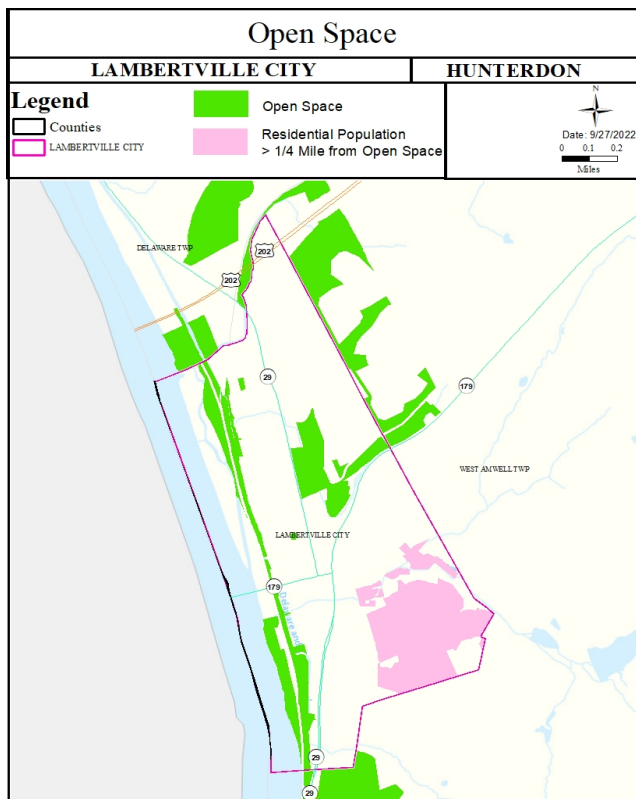 Open Space
LAMBERTVILLE CITY
HUNTERDON
Legend
Counties
LAMBERTVILLE CITY
Open Space
Residential Population
> 1/4 Mile from Open Space
N
Date: 9/27/2022
0 0.1 0.2
Miles
DELAWARE TWP
202
202
29
179
WEST AMWELL TWP
LAMBERTVILLE CITY
179
Delaware and
29
29